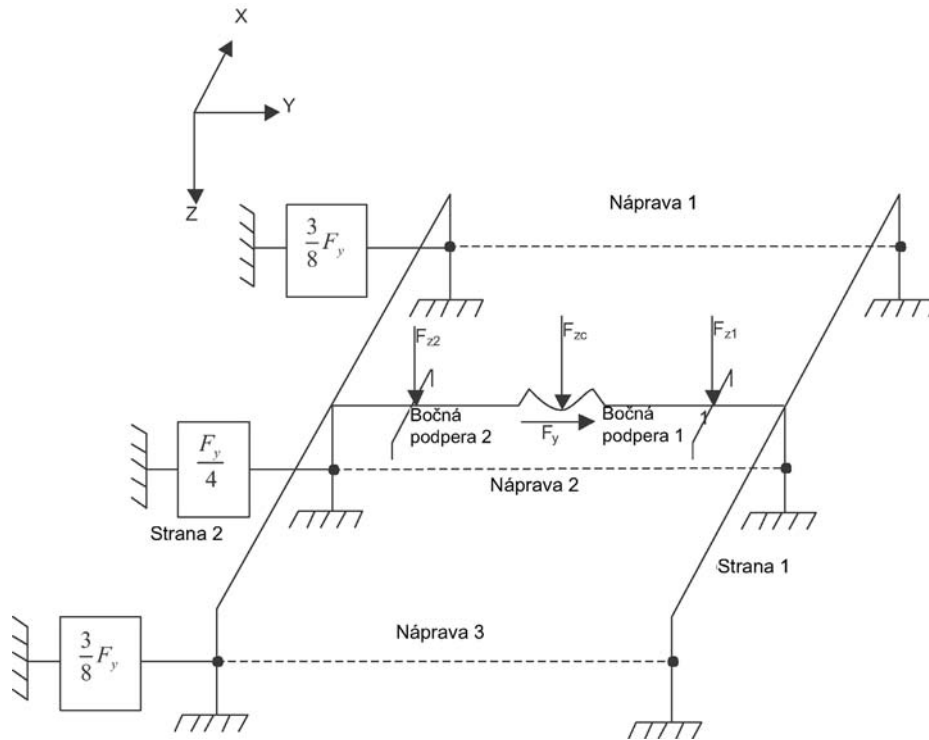 X
Y
Z
Náprava 1
3/8 F_y
F_z2
F_zc
F_z1
Bočná
podpera 2
F_y
Bočná
podpera 1
1
F_y/4
Náprava 2
Strana 2
Strana 1
Náprava 3
3/8 F_y